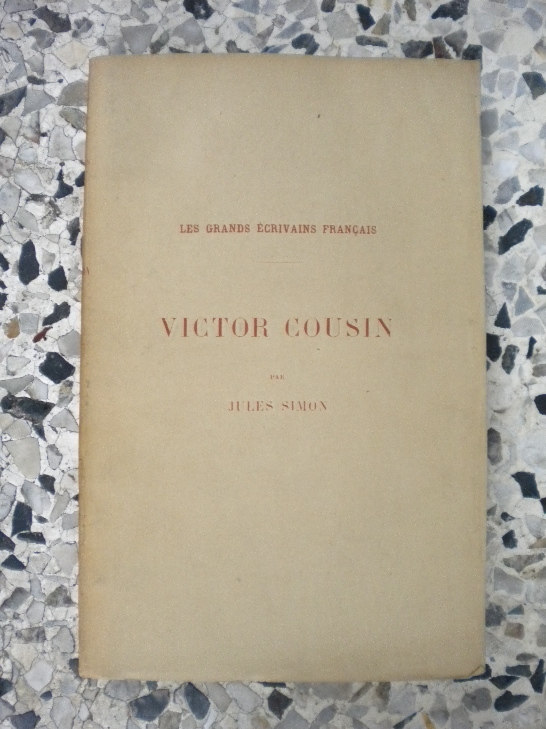 LES GRANDS ÉCRIVAINS FRANÇAIS
VICTOR COUSIN
PAR
JULES SIMON